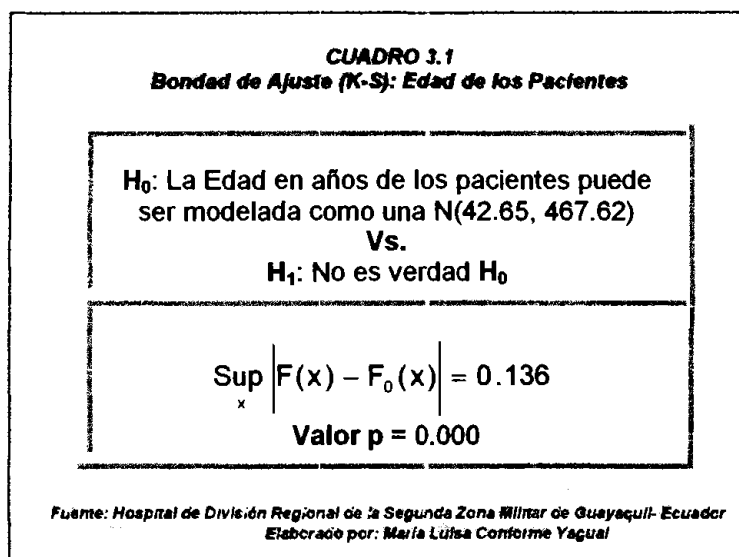 CUADRO 3.1
Bondad de Ajuste (K-S): Edad de los Pacientes
H₀: La Edad en años de los pacientes puede
ser modelada como una N(42.65, 467.62)
Vs.
H₁: No es verdad H₀
Sup |F(x) − F₀(x)| = 0.136
x
Valor p = 0.000
Fuente: Hospital de División Regional de la Segunda Zona Militar de Guayaquil- Ecuador
Elaborado por: María Luisa Conforme Yagual